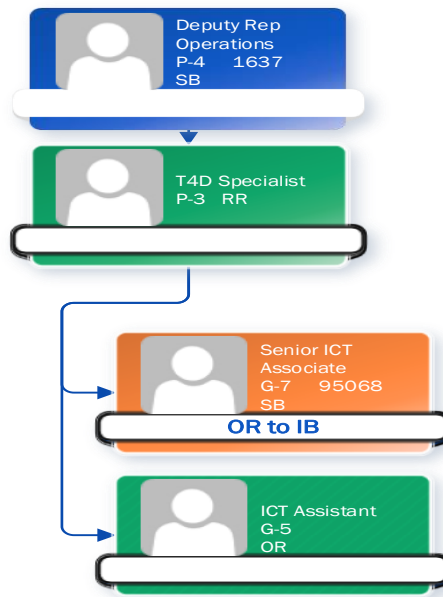 Deputy Rep
Operations
P-4 1637
SB
T4D Specialist
P-3 RR
Senior ICT
Associate
G-7 95068
SB
OR to IB
ICT Assistant
G-5
OR